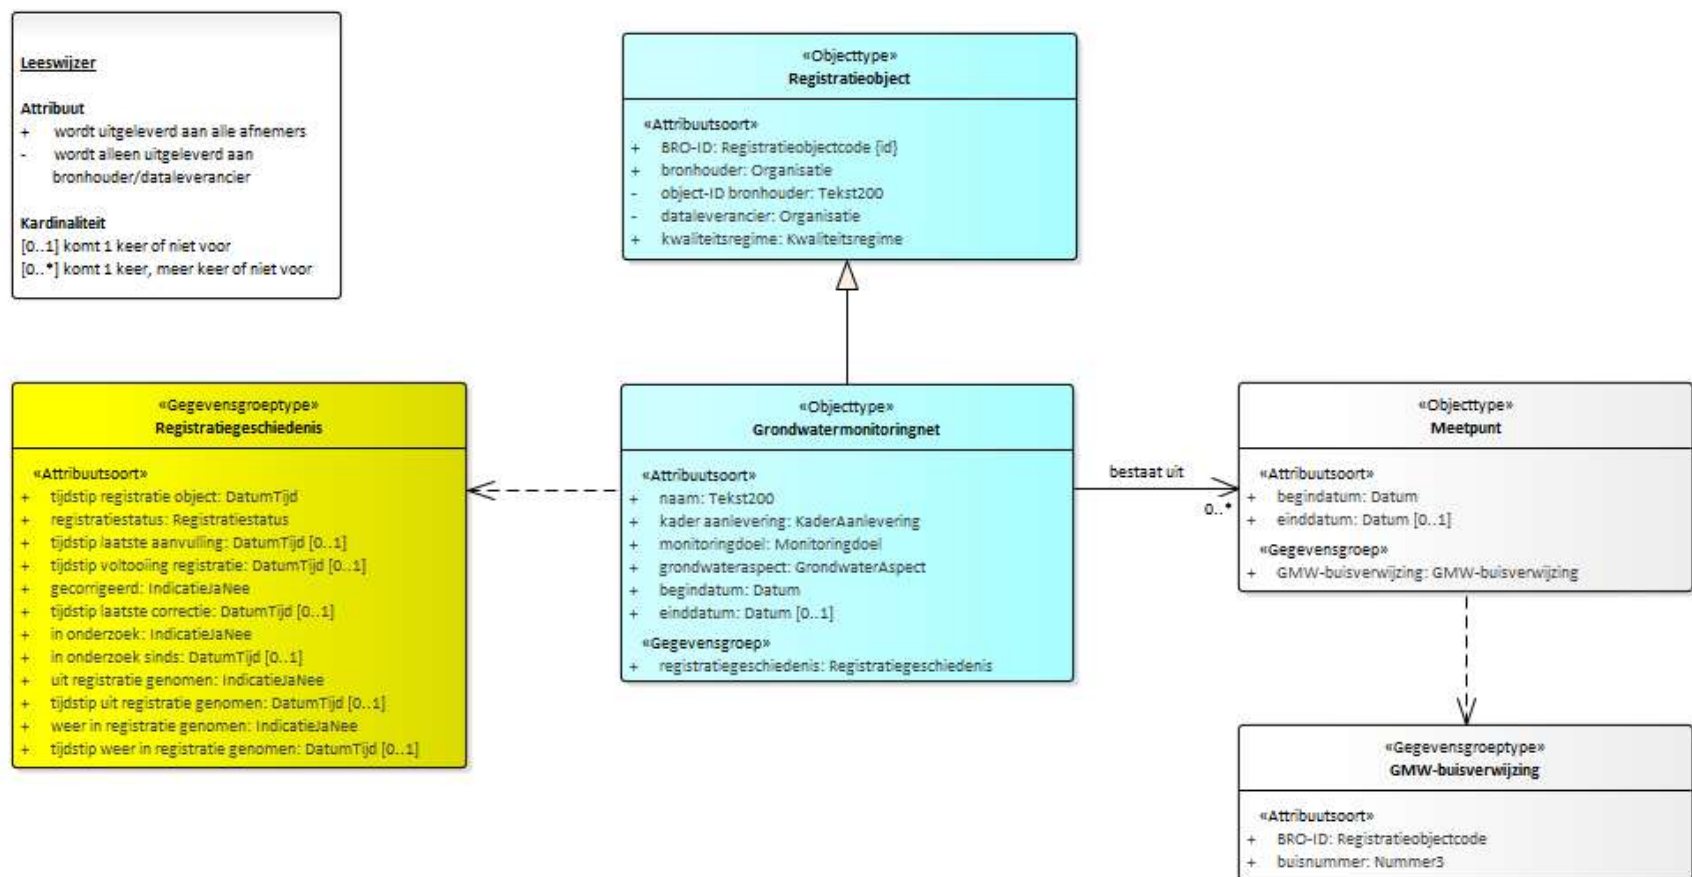 Leeswijzer
Attribuut
+ wordt uitgeleverd aan alle afnemers
- wordt alleen uitgeleverd aan
bronhouder/dataleverancier
Kardinaliteit
[0..1] komt 1 keer of niet voor
[0..*] komt 1 keer, meer keer of niet voor
«Objecttype»
Registratieobject
«Attribuutsoort»
+ BRO-ID: Registratieobjectcode {id}
+ bronhouder: Organisatie
- object-ID bronhouder: Tekst200
- dataleverancier: Organisatie
+ kwaliteitsregime: Kwaliteitsregime
«Gegevensgroeptype»
Registratiegeschiedenis
«Attribuutsoort»
+ tijdstip registratie object: DatumTijd
+ registratiestatus: Registratiestatus
+ tijdstip laatste aanvulling: DatumTijd [0..1]
+ tijdstip voltooiing registratie: DatumTijd [0..1]
+ gecorrigeerd: IndicatieJaNee
+ tijdstip laatste correctie: DatumTijd [0..1]
+ in onderzoek: IndicatieJaNee
+ in onderzoek sinds: DatumTijd [0..1]
+ uit registratie genomen: IndicatieJaNee
+ tijdstip uit registratie genomen: DatumTijd [0..1]
+ weer in registratie genomen: IndicatieJaNee
+ tijdstip weer in registratie genomen: DatumTijd [0..1]
«Objecttype»
Grondwatermonitoringnet
«Attribuutsoort»
+ naam: Tekst200
+ kader aanlevering: KaderAanlevering
+ monitoringdoel: Monitoringdoel
+ grondwateraspect: GrondwaterAspect
+ begindatum: Datum
+ einddatum: Datum [0..1]
«Gegevensgroep»
+ registratiegeschiedenis: Registratiegeschiedenis
bestaat uit
0..*
«Objecttype»
Meetpunt
«Attribuutsoort»
+ begindatum: Datum
+ einddatum: Datum [0..1]
«Gegevensgroep»
+ GMW-buisverwijzing: GMW-buisverwijzing
«Gegevensgroeptype»
GMW-buisverwijzing
«Attribuutsoort»
+ BRO-ID: Registratieobjectcode
+ buisnummer: Nummer3